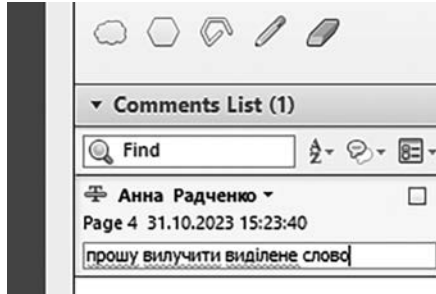 Comments List (1)
Find
Анна Радченко
Page 4 31.10.2023 15:23:40
прошу вилучити виділене слово